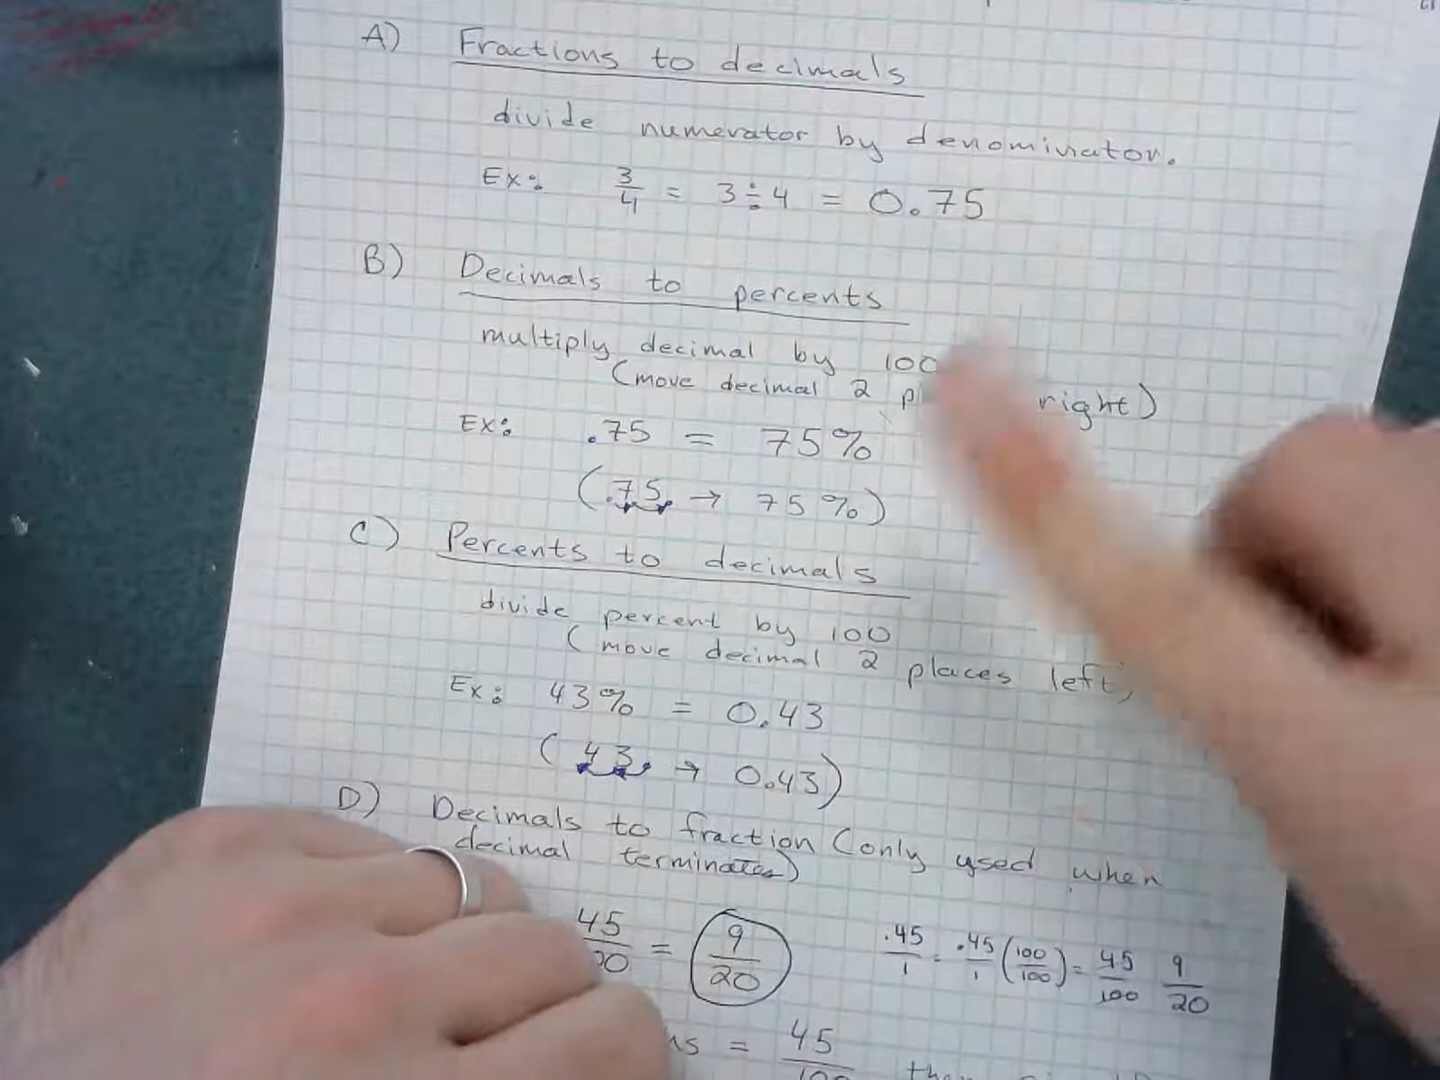 A) Fractions to decimals
divide numerator by denominator.
Ex: 3/4 = 3÷4 = 0.75
B) Decimals to percents
multiply decimal by 100
(move decimal 2 right)
Ex: .75 = 75%
(.75. → 75%)
C) Percents to decimals
divide percent by 100
(move decimal 2 places left)
Ex: 43% = 0.43
(.43. → 0.43)
D) Decimals to fraction (only used when
decimal terminates)
45 = 9/20 .45/1 = .45/1 (100/100) = 45/100 9/20
= 45/100